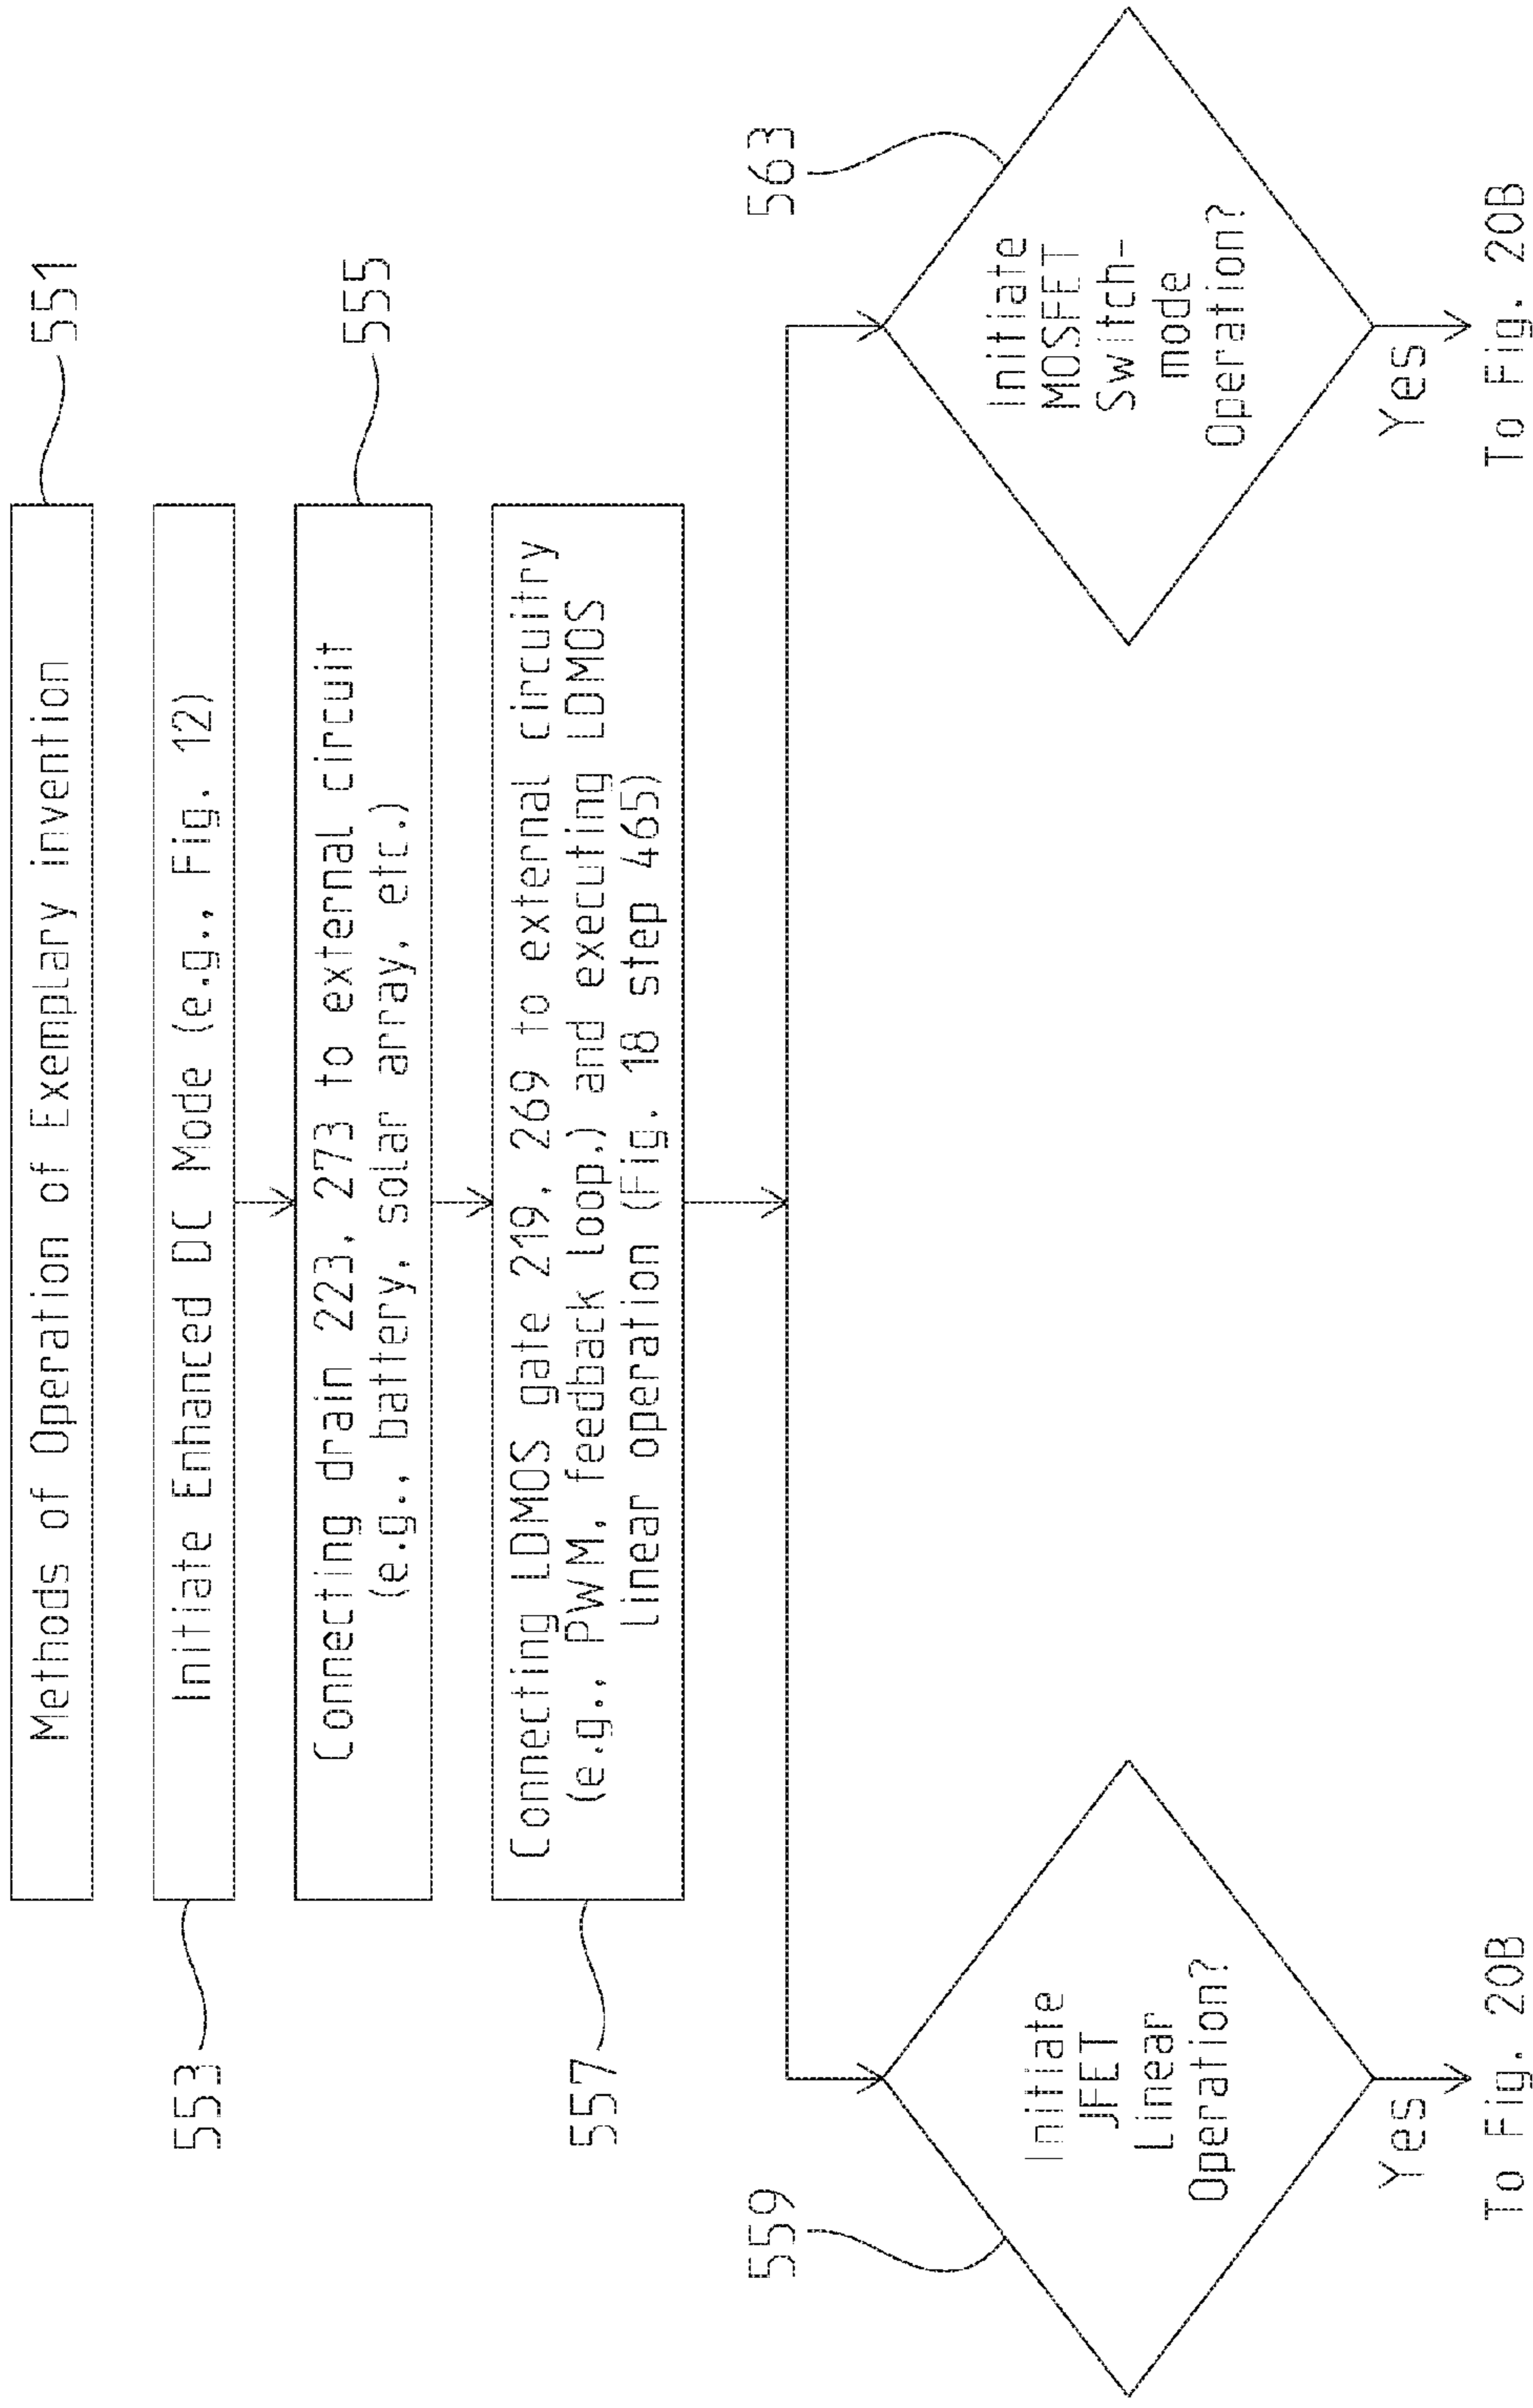 Methods of Operation of Exemplary invention
551
553
Initiate Enhanced DC Mode (e.g., Fig. 12)
Connecting drain 223, 273 to external circuit
(e.g., battery, solar array, etc.)
555
557
Connecting LDMOS gate 219, 269 to external circuitry
(e.g., PWM, feedback loop,) and executing LDMOS
Linear operation (Fig. 18 step 465)
559
Initiate
JFET
Linear
Operation?
Yes
To Fig. 20B
563
Initiate
MOSFET
Switch-
mode
Operation?
Yes
To Fig. 20B